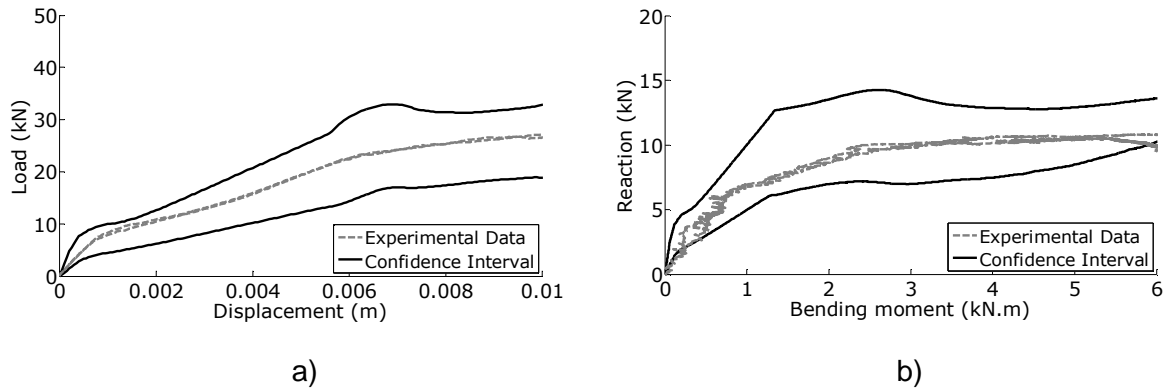 50
40
30
20
10
0
Load (kN)
0 0.002 0.004 0.006 0.008 0.01
Displacement (m)
Experimental Data
Confidence Interval
a)
20
15
10
5
0
Reaction (kN)
0 1 2 3 4 5 6
Bending moment (kN.m)
Experimental Data
Confidence Interval
b)